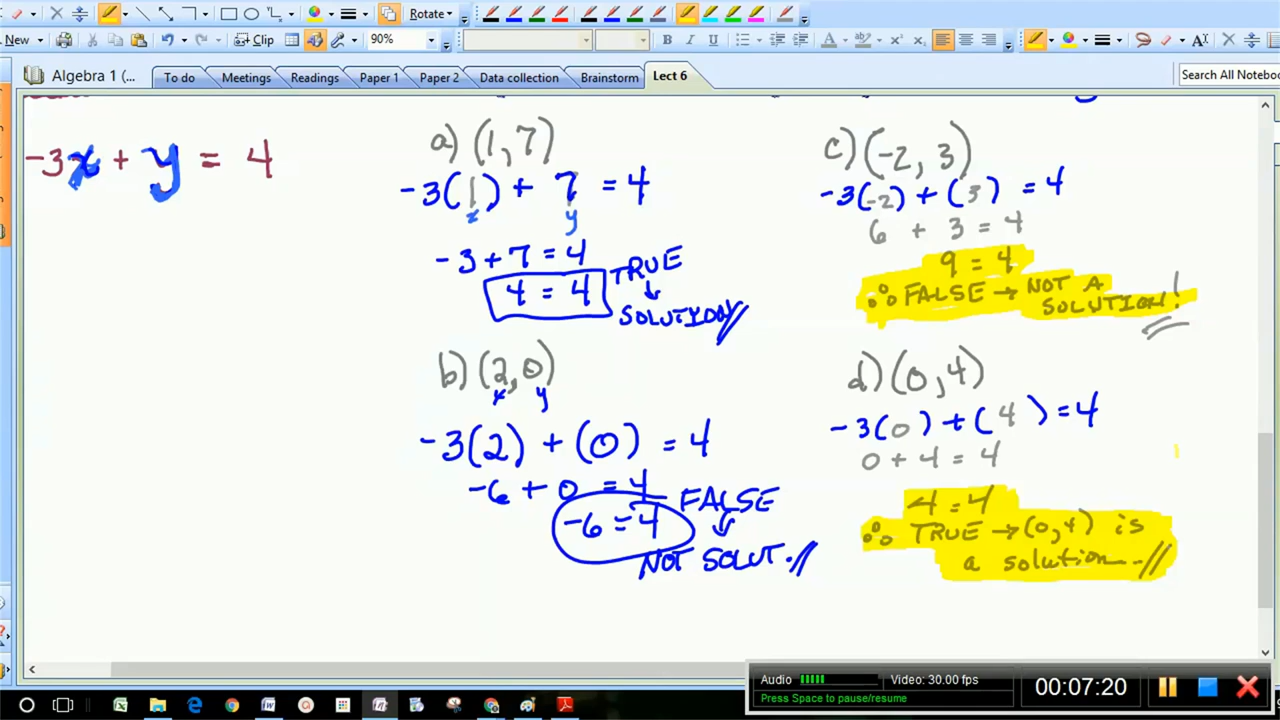 Rotate
New
Clip
90%
B I U
Algebra 1 (...
To do
Meetings
Readings
Paper 1
Paper 2
Data collection
Brainstorm
Lect 6
Search All Notebo
-3x + y = 4
a) (1, 7)
-3(1) + 7 = 4
x y
-3 + 7 = 4
4 = 4
TRUE
SOLUTION
b) (2, 0)
x y
-3(2) + (0) = 4
-6 + 0 = 4
-6 = 4
FALSE
NOT SOLUT.
c) (-2, 3)
-3(-2) + (3) = 4
6 + 3 = 4
9 = 4
∴ FALSE → NOT A
SOLUTION!
d) (0, 4)
-3(0) + (4) = 4
0 + 4 = 4
4 = 4
∴ TRUE → (0, 4) is
a solution.
Audio
Video: 30.00 fps
Press Space to pause/resume
00:07:20